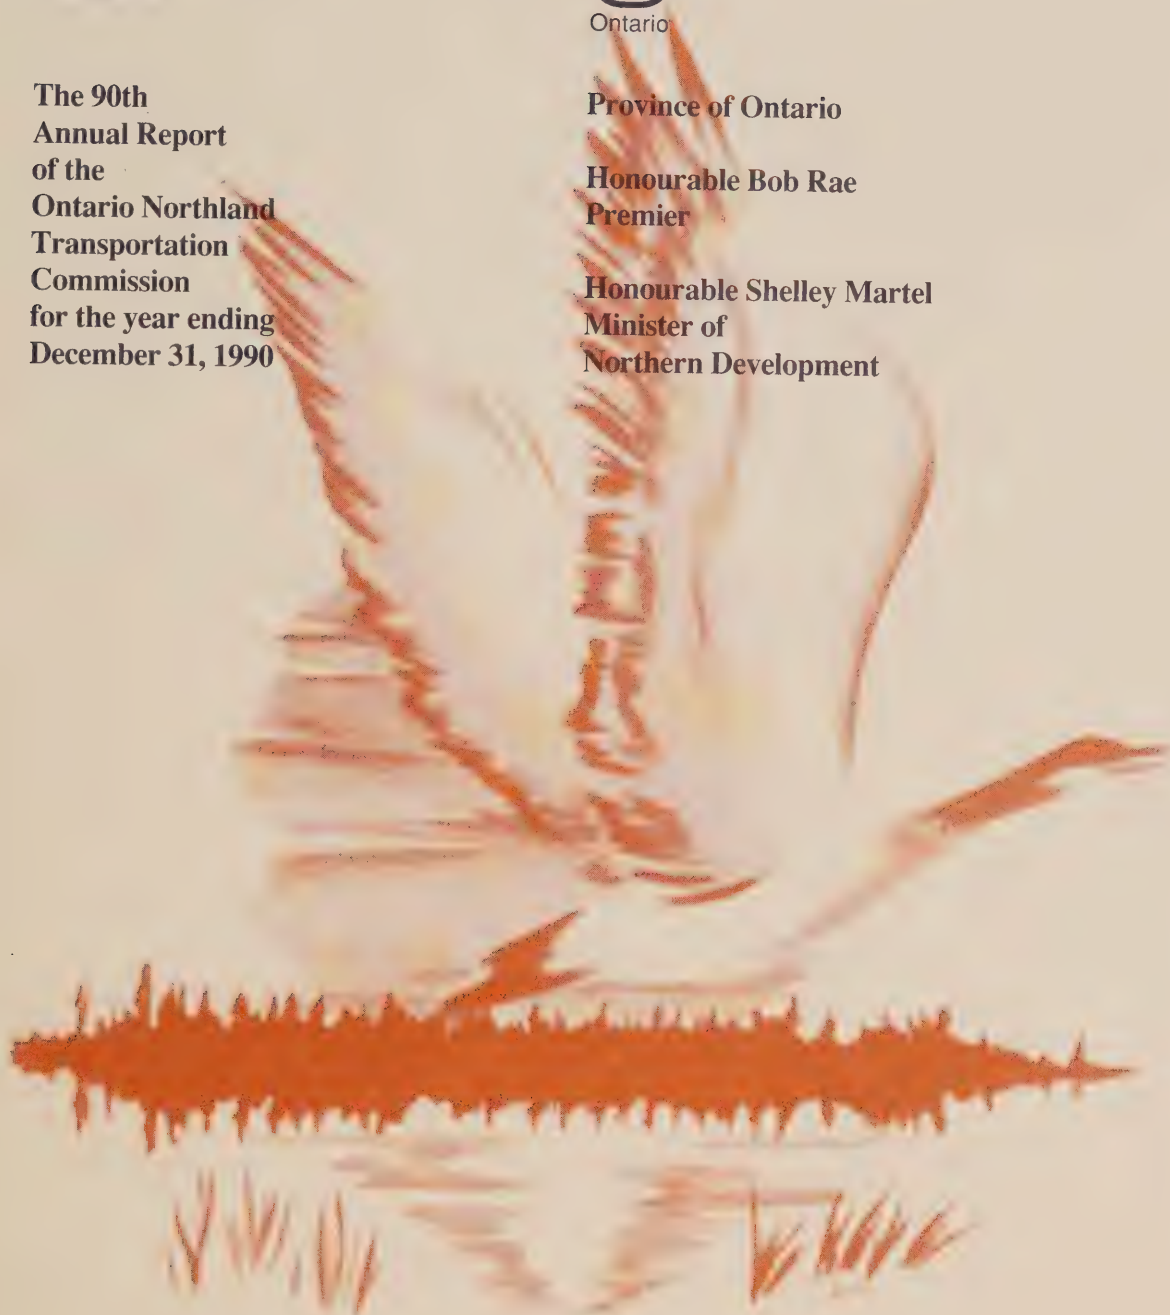 Ontario
The 90th
Annual Report
of the
Ontario Northland
Transportation
Commission
for the year ending
December 31, 1990
Province of Ontario
Honourable Bob Rae
Premier
Honourable Shelley Martel
Minister of
Northern Development